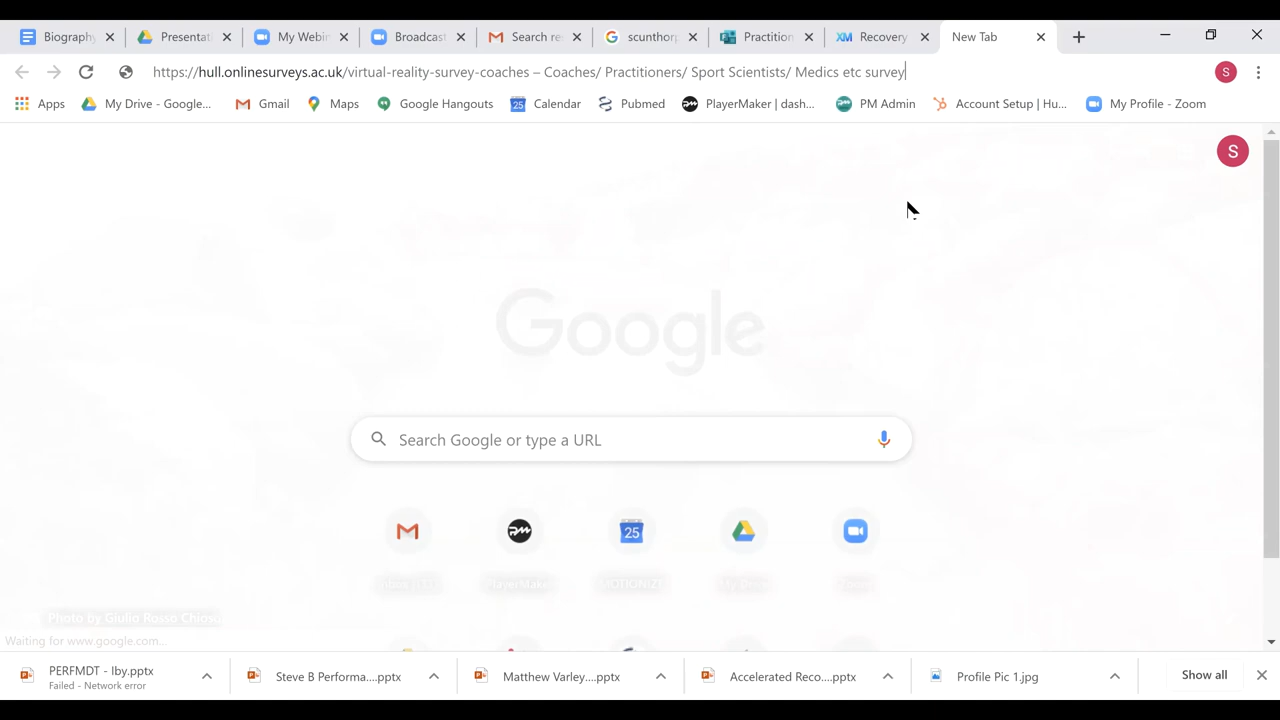 Biography
Presentat
My Webin
Broadcast
Search re
scunthorp
Practition
Recovery
New Tab
https://hull.onlinesurveys.ac.uk/virtual-reality-survey-coaches – Coaches/ Practitioners/ Sport Scientists/ Medics etc survey
S
Apps
My Drive - Google...
Gmail
Maps
Google Hangouts
25 Calendar
Pubmed
PlayerMaker | dash...
PM Admin
Account Setup | Hu...
My Profile - Zoom
S
Google
Search Google or type a URL
25
Photo by Giulio Rosso Chioso
Waiting for www.google.com...
PERFMDT - Iby.pptx
Failed - Network error
Steve B Performa....pptx
Matthew Varley....pptx
Accelerated Reco....pptx
Profile Pic 1.jpg
Show all